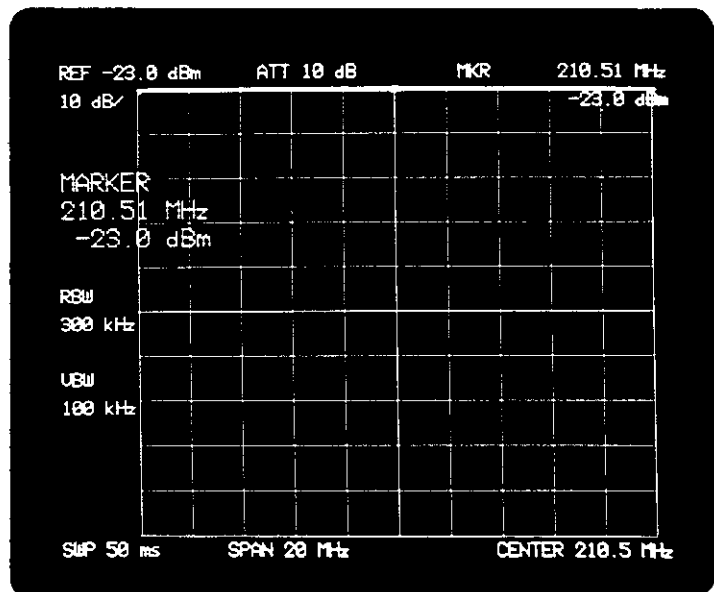 REF -23.0 dBm ATT 10 dB MKR 210.51 MHz
10 dB/ -23.0 dBm
MARKER
210.51 MHz
-23.0 dBm
RBW
300 kHz
VBW
100 kHz
SWP 50 ms SPAN 20 MHz CENTER 210.5 MHz